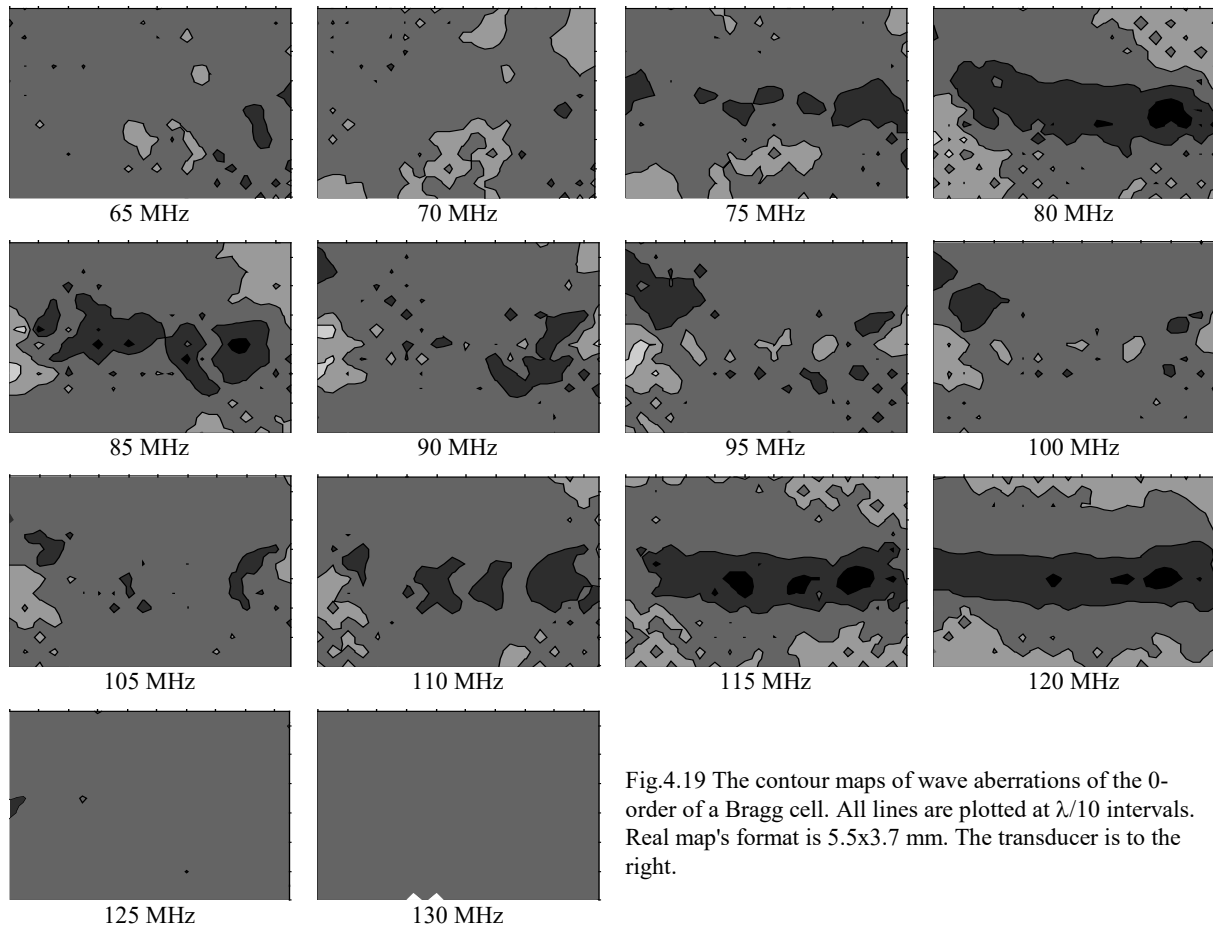 65 MHz
70 MHz
75 MHz
80 MHz
85 MHz
90 MHz
95 MHz
100 MHz
105 MHz
110 MHz
115 MHz
120 MHz
125 MHz
130 MHz
Fig.4.19 The contour maps of wave aberrations of the 0-
order of a Bragg cell. All lines are plotted at λ/10 intervals.
Real map's format is 5.5x3.7 mm. The transducer is to the
right.